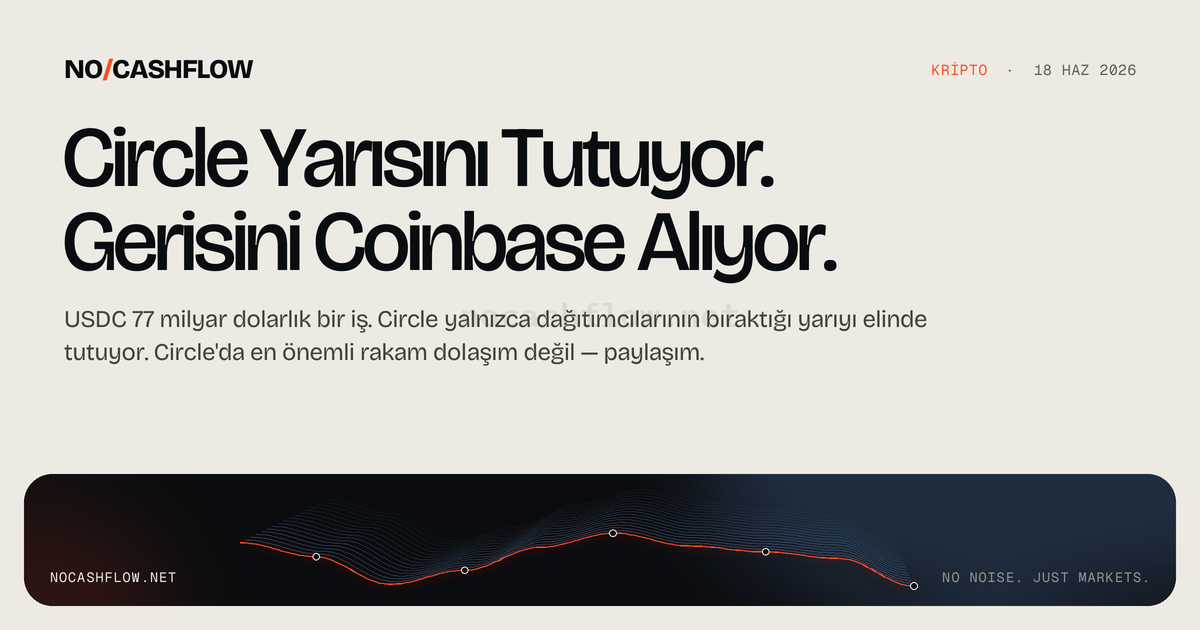 NO/CASHFLOW
KRİPTO · 18 HAZ 2026
Circle Yarısını Tutuyor.
Gerisini Coinbase Alıyor.
nocashflow.net
USDC 77 milyar dolarlık bir iş. Circle yalnızca dağıtımcılarının bıraktığı yarıyı elinde
tutuyor. Circle'da en önemli rakam dolaşım değil — paylaşım.
NOCASHFLOW.NET
NO NOISE. JUST MARKETS.